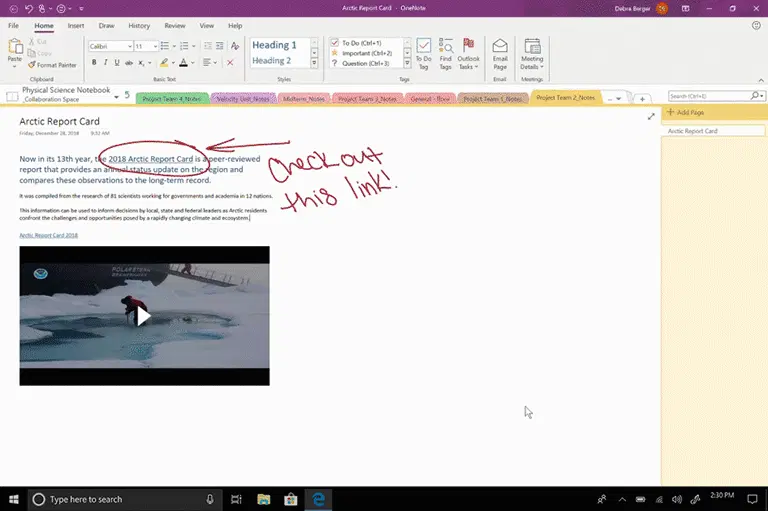 Arctic Report Card - OneNote
Debra Berger
File Home Insert Draw History Review View
Paste
Cut
Copy
Format Painter
Clipboard
Calibri 11
Basic Text
Heading 1
Heading 2
Styles
To Do (Ctrl+1)
Important (Ctrl+2)
Question (Ctrl+3)
To Do Tag
Find Tags
Outlook Tasks
Tags
Email Page
Email
Meeting Details
Meetings
Physical Science Notebook
_Collaboration Space
Project Team 4_Notes
Velocity Unit_Notes
Midterm_Notes
Project Team 3_Notes
Project Team 1_Notes
Project Team 2_Notes
Search (Ctrl+E)
Add Page
Arctic Report Card
Arctic Report Card
Friday, December 28, 2018 9:32 AM
Now in its 13th year, the 2018 Arctic Report Card is a peer-reviewed
report that provides an annual status update on the region and
compares these observations to the long-term record.
It was compiled from the research of 81 scientists working for governments and academia in 12 nations.
This information can be used to inform decisions by local, state and federal leaders as Arctic residents
confront the challenges and opportunities posed by a rapidly changing climate and ecosystem.
Arctic Report Card 2018
Check out
this link!
Type here to search
2:30 PM